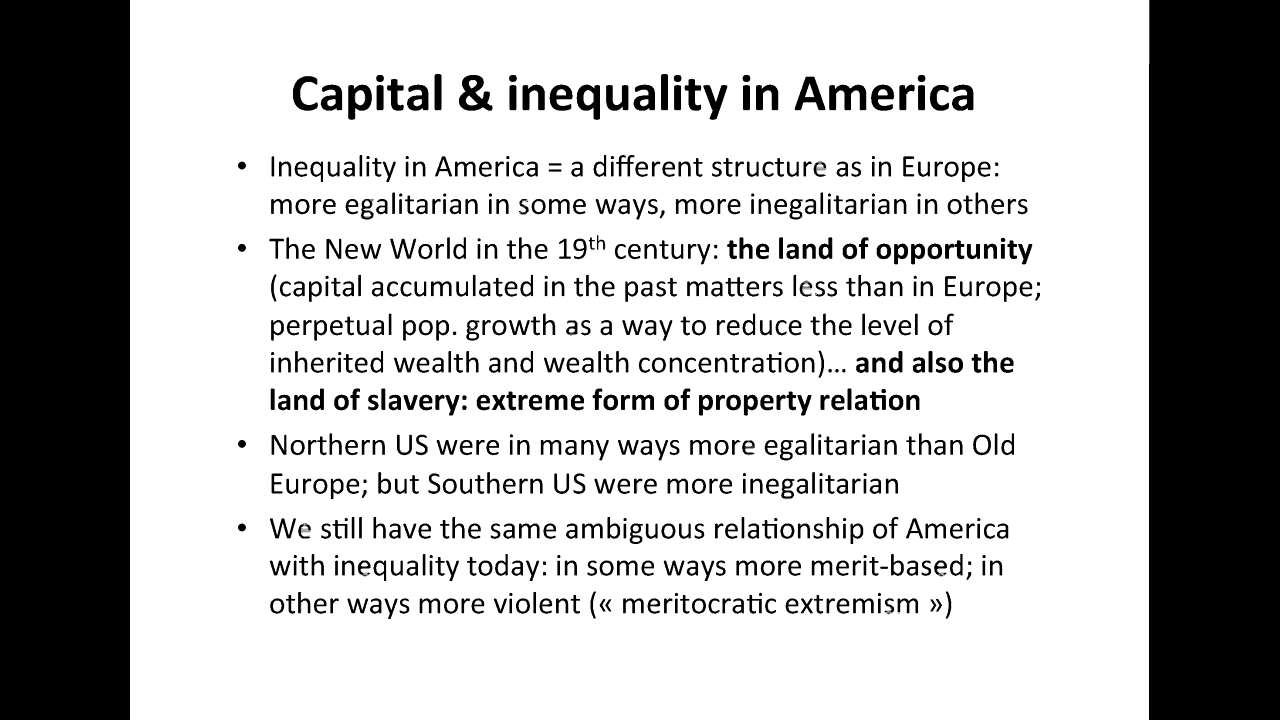 Capital & inequality in America
• Inequality in America = a different structure as in Europe:
more egalitarian in some ways, more inegalitarian in others
• The New World in the 19th century: the land of opportunity
(capital accumulated in the past matters less than in Europe;
perpetual pop. growth as a way to reduce the level of
inherited wealth and wealth concentration)… and also the
land of slavery: extreme form of property relation
• Northern US were in many ways more egalitarian than Old
Europe; but Southern US were more inegalitarian
• We still have the same ambiguous relationship of America
with inequality today: in some ways more merit-based; in
other ways more violent (« meritocratic extremism »)